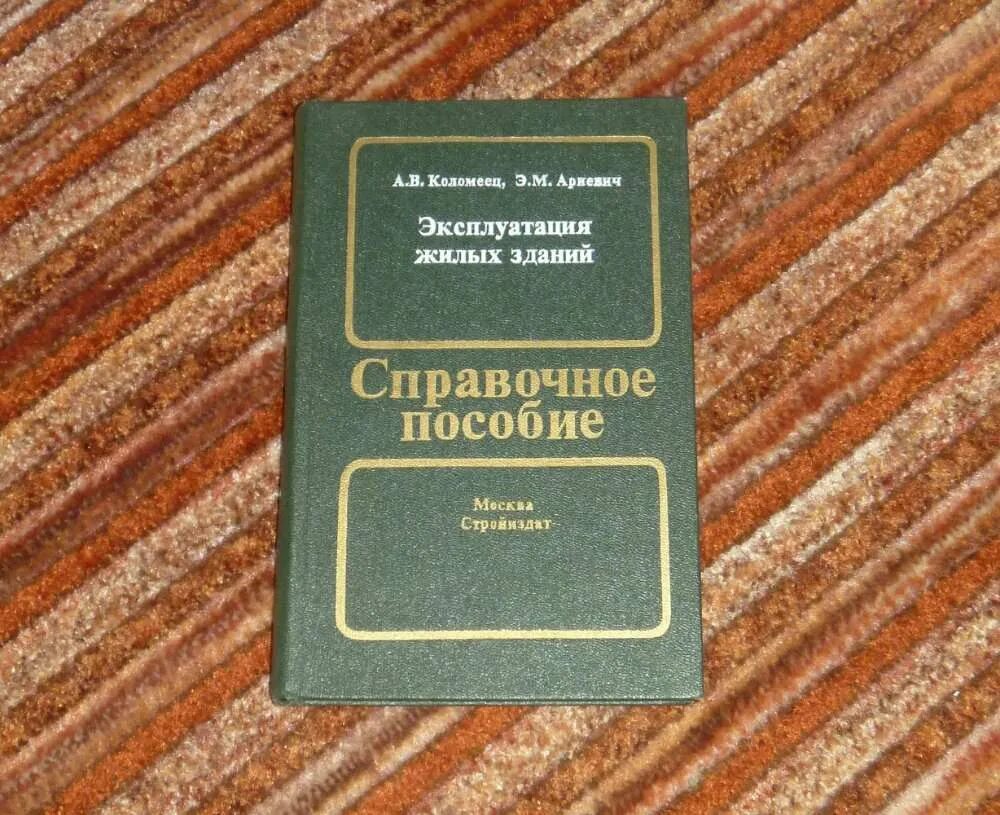 А.В. Коломеец, Э.М. Ариевич
Эксплуатация
жилых зданий
Справочное
пособие
Москва
Стройиздат